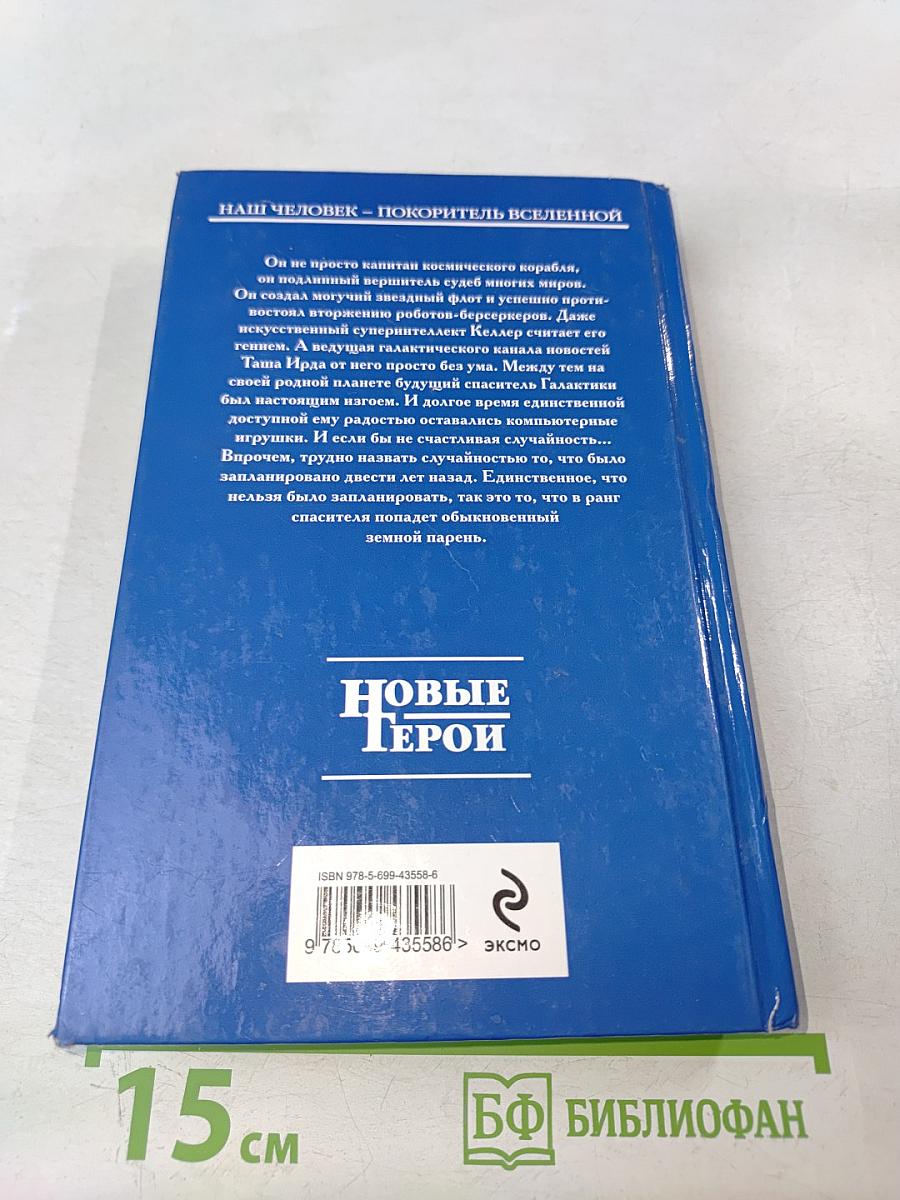 НАШ ЧЕЛОВЕК – ПОКОРИТЕЛЬ ВСЕЛЕННОЙ
Он не просто капитан космического корабля,
он подлинный вершитель судеб многих миров.
Он создал могучий звездный флот и успешно проти-
востоял вторжению роботов-берсеркеров. Даже
искусственный суперинтеллект Келлер считает его
гением. А ведущая галактического канала новостей
Таша Ирда от него просто без ума. Между тем на
своей родной планете будущий спаситель Галактики
был настоящим изгоем. И долгое время единственной
доступной ему радостью оставались компьютерные
игрушки. И если бы не счастливая случайность...
Впрочем, трудно назвать случайностью то, что было
запланировано двести лет назад. Единственное, что
нельзя было запланировать, так это то, что в ранг
спасителя попадет обыкновенный
земной парень.
НОВЫЕ
ГЕРОИ
ISBN 978-5-699-43558-6
435586>
ЭКСМО
15 см
БФ БИБЛИОФАН